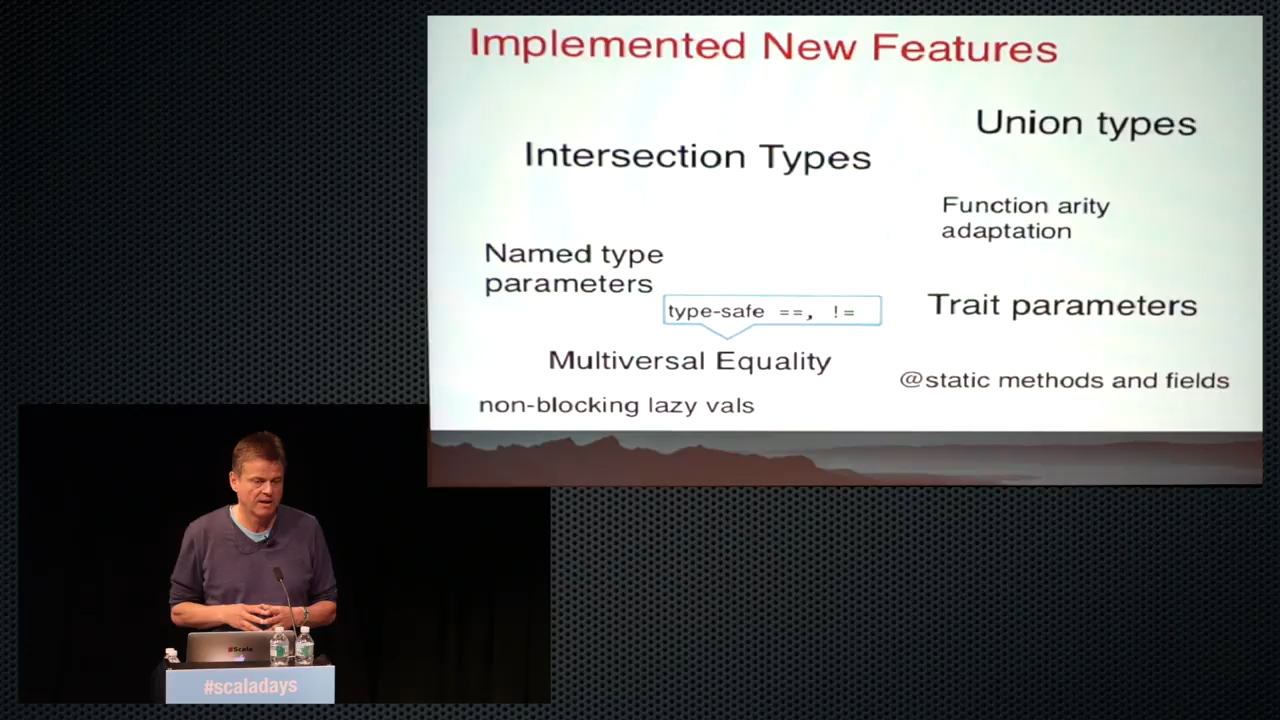 Implemented New Features
Union types
Intersection Types
Function arity
adaptation
Named type
parameters
type-safe ==, !=
Trait parameters
Multiversal Equality
@static methods and fields
non-blocking lazy vals
Scala
#scaladays